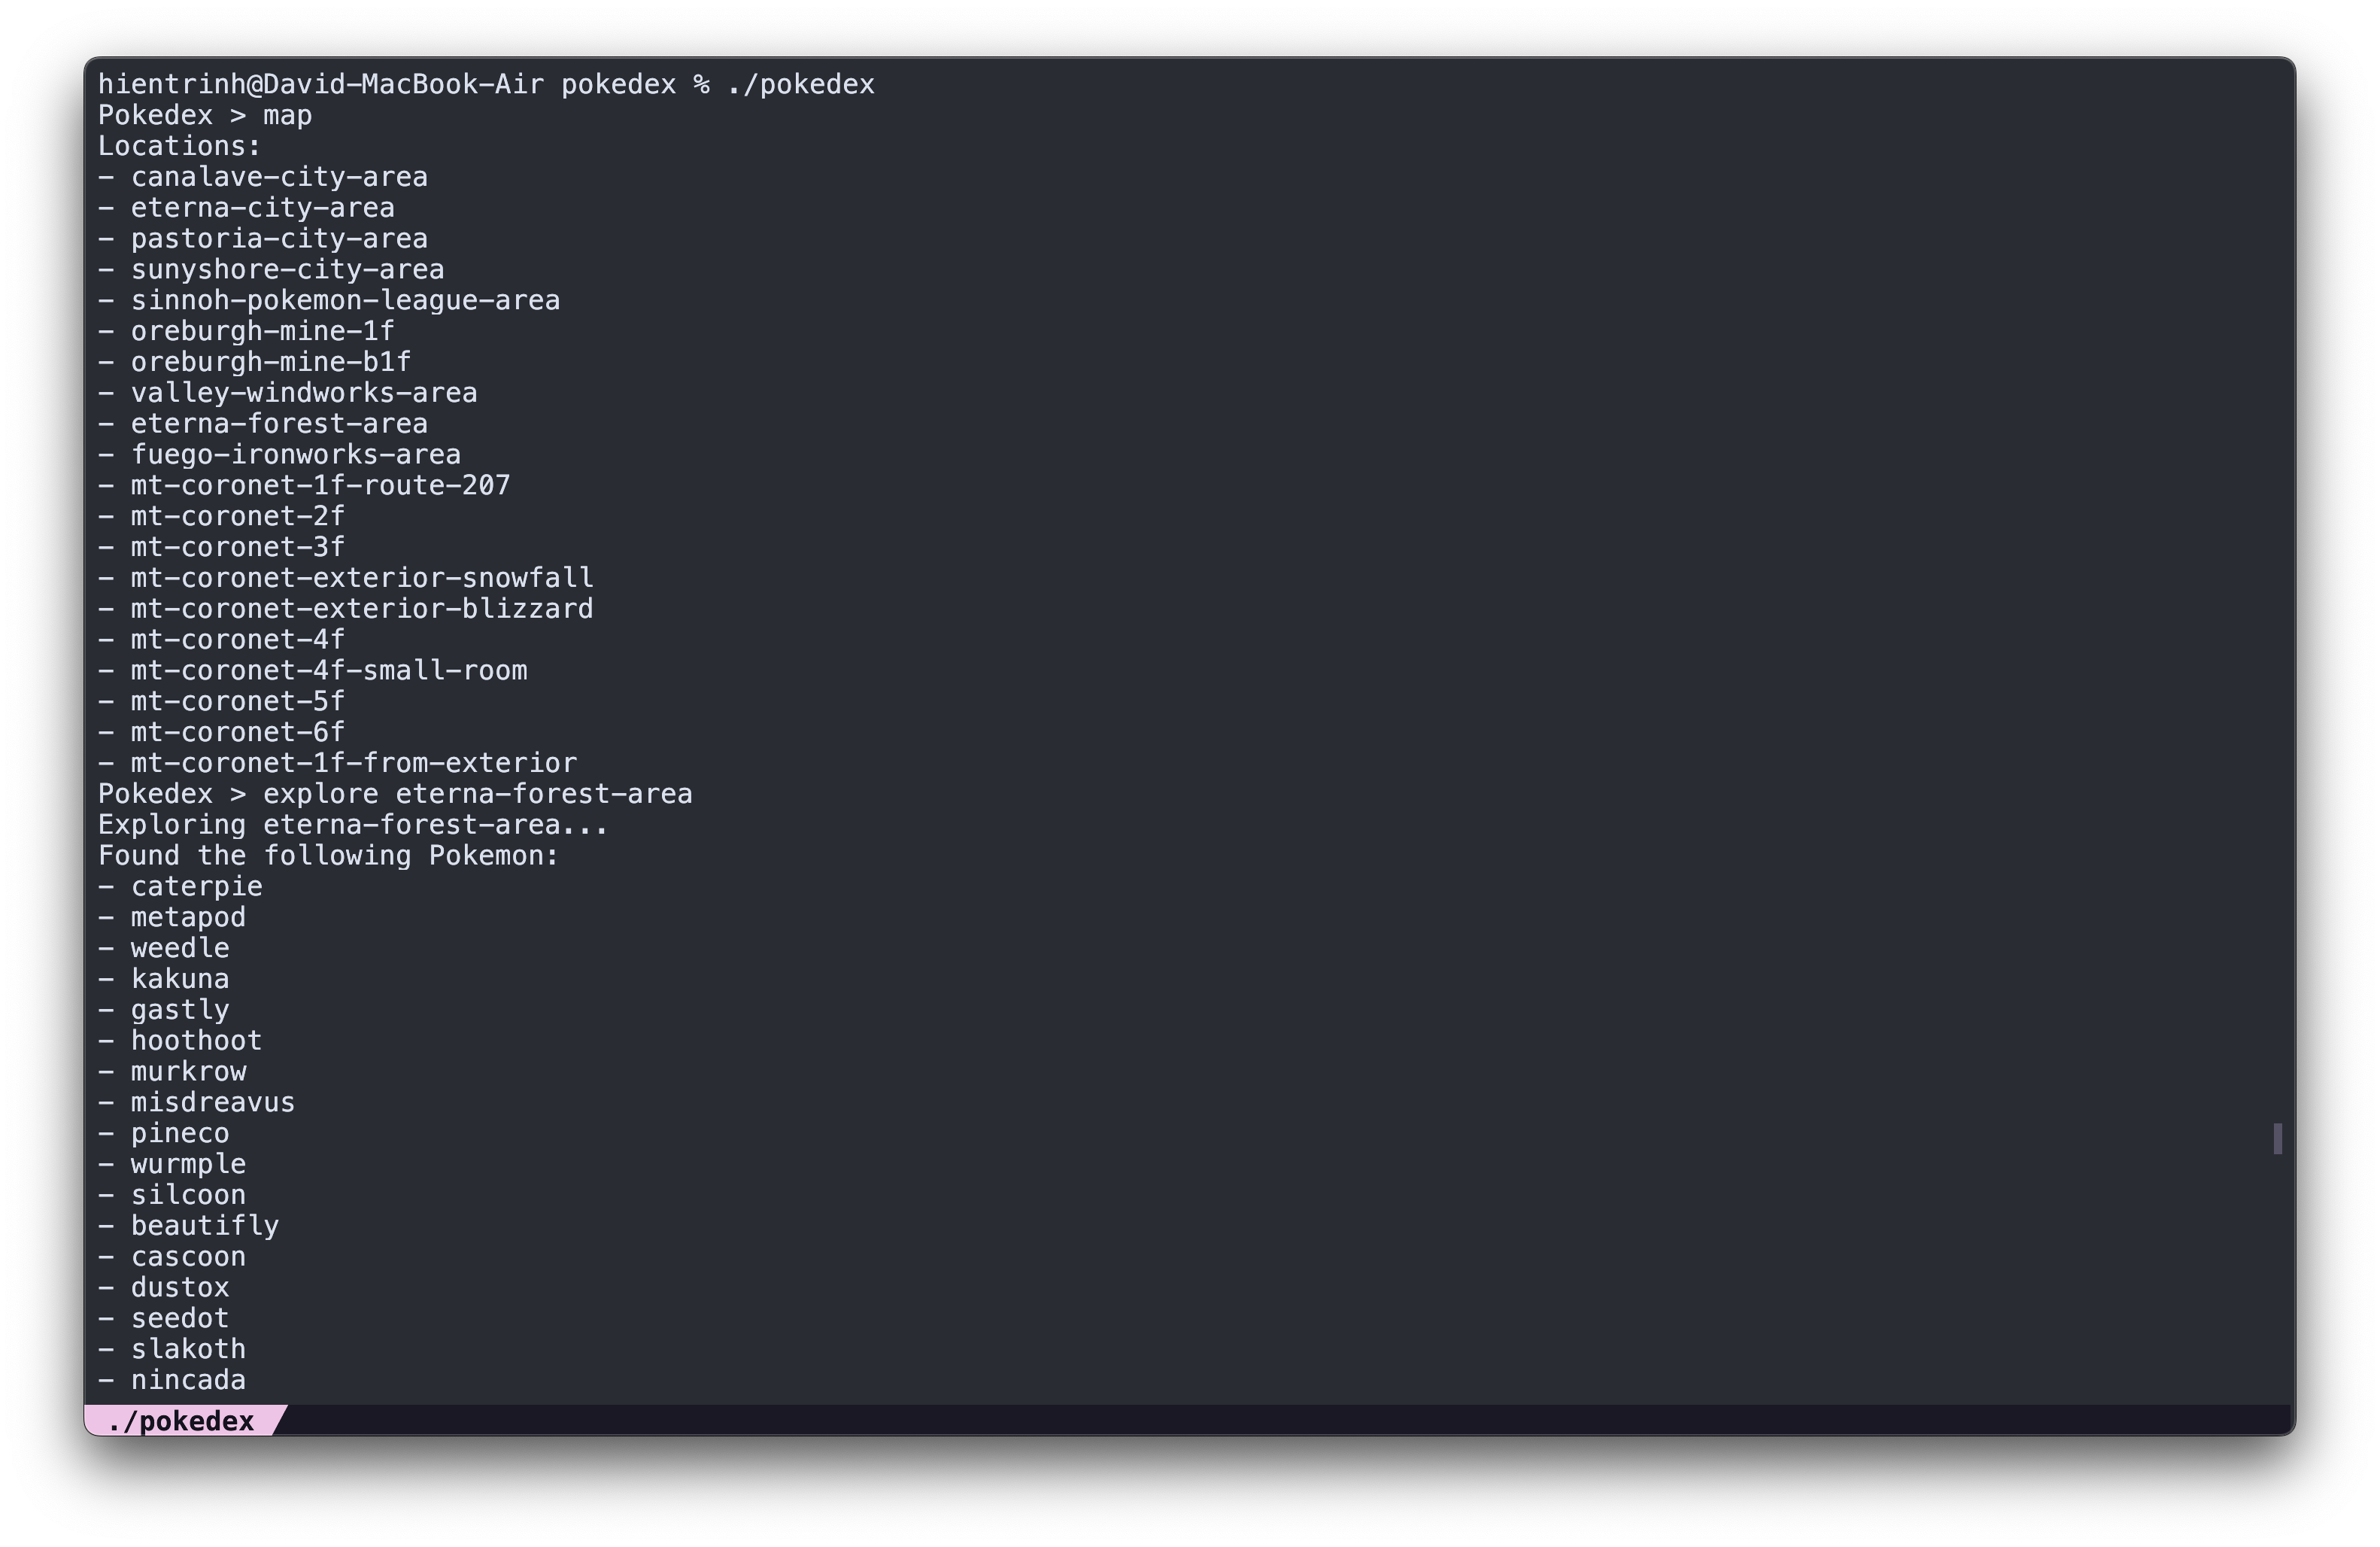 hientrinh@David-MacBook-Air pokedex % ./pokedex
Pokedex > map
Locations:
- canalave-city-area
- eterna-city-area
- pastoria-city-area
- sunyshore-city-area
- sinnoh-pokemon-league-area
- oreburgh-mine-1f
- oreburgh-mine-b1f
- valley-windworks-area
- eterna-forest-area
- fuego-ironworks-area
- mt-coronet-1f-route-207
- mt-coronet-2f
- mt-coronet-3f
- mt-coronet-exterior-snowfall
- mt-coronet-exterior-blizzard
- mt-coronet-4f
- mt-coronet-4f-small-room
- mt-coronet-5f
- mt-coronet-6f
- mt-coronet-1f-from-exterior
Pokedex > explore eterna-forest-area
Exploring eterna-forest-area...
Found the following Pokemon:
- caterpie
- metapod
- weedle
- kakuna
- gastly
- hoothoot
- murkrow
- misdreavus
- pineco
- wurmple
- silcoon
- beautifly
- cascoon
- dustox
- seedot
- slakoth
- nincada
./pokedex